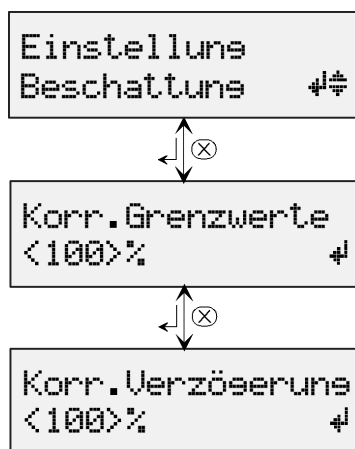 Einstellung
Beschattung
Korr.Grenzwerte
<100>%
Korr.Verzögerung
<100>%